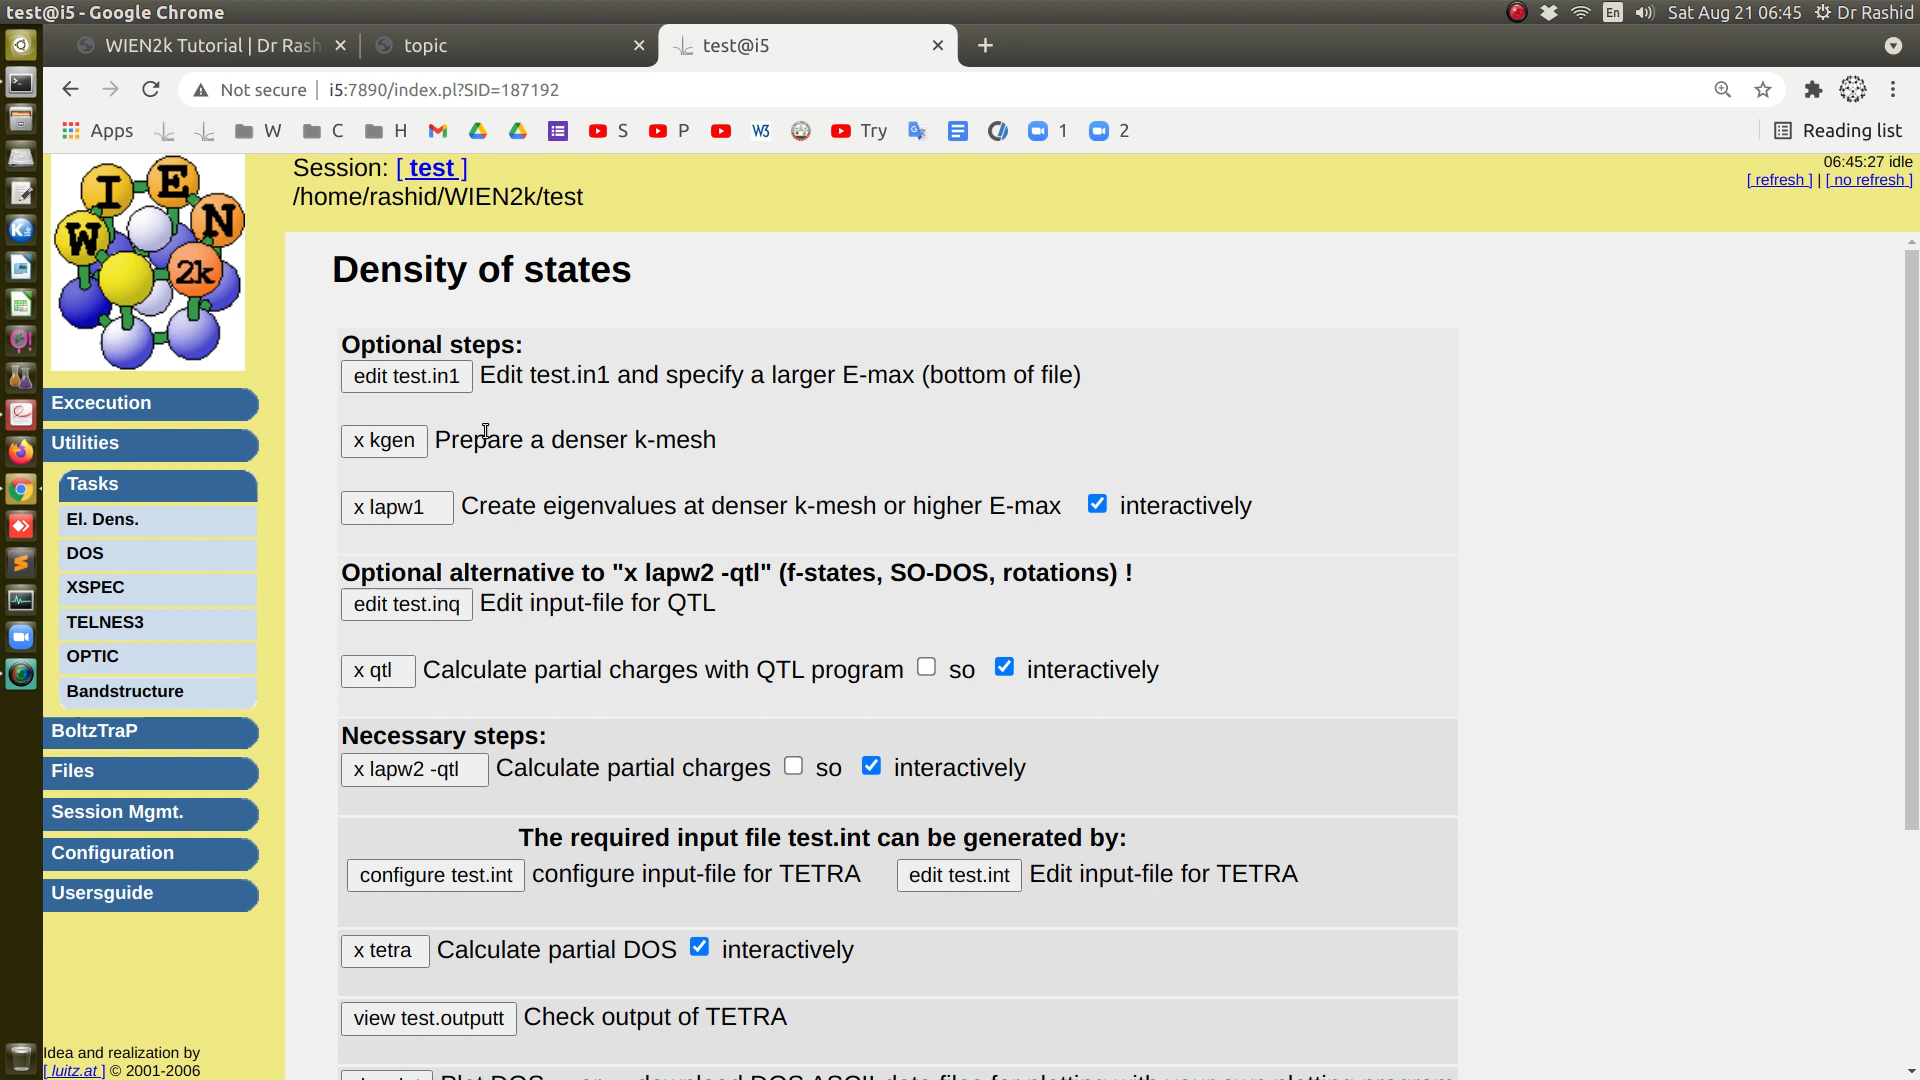 test@i5 - Google Chrome
En
Sat Aug 21 06:45
Dr Rashid
WIEN2k Tutorial | Dr Rash
topic
test@i5
Not secure
i5:7890/index.pl?SID=187192
Apps
W
C
H
S
P
W3
Try
1
2
Reading list
W I E N 2k
Session: [ test ]
/home/rashid/WIEN2k/test
06:45:27 idle
[ refresh ] | [ no refresh ]
Excecution
Utilities
Tasks
El. Dens.
DOS
XSPEC
TELNES3
OPTIC
Bandstructure
BoltzTraP
Files
Session Mgmt.
Configuration
Usersguide
Idea and realization by
[ luitz.at ] © 2001-2006
Density of states
Optional steps:
edit test.in1 Edit test.in1 and specify a larger E-max (bottom of file)
x kgen Prepare a denser k-mesh
x lapw1 Create eigenvalues at denser k-mesh or higher E-max interactively
Optional alternative to "x lapw2 -qtl" (f-states, SO-DOS, rotations) !
edit test.inq Edit input-file for QTL
x qtl Calculate partial charges with QTL program so interactively
Necessary steps:
x lapw2 -qtl Calculate partial charges so interactively
The required input file test.int can be generated by:
configure test.int configure input-file for TETRA edit test.int Edit input-file for TETRA
x tetra Calculate partial DOS interactively
view test.outputt Check output of TETRA